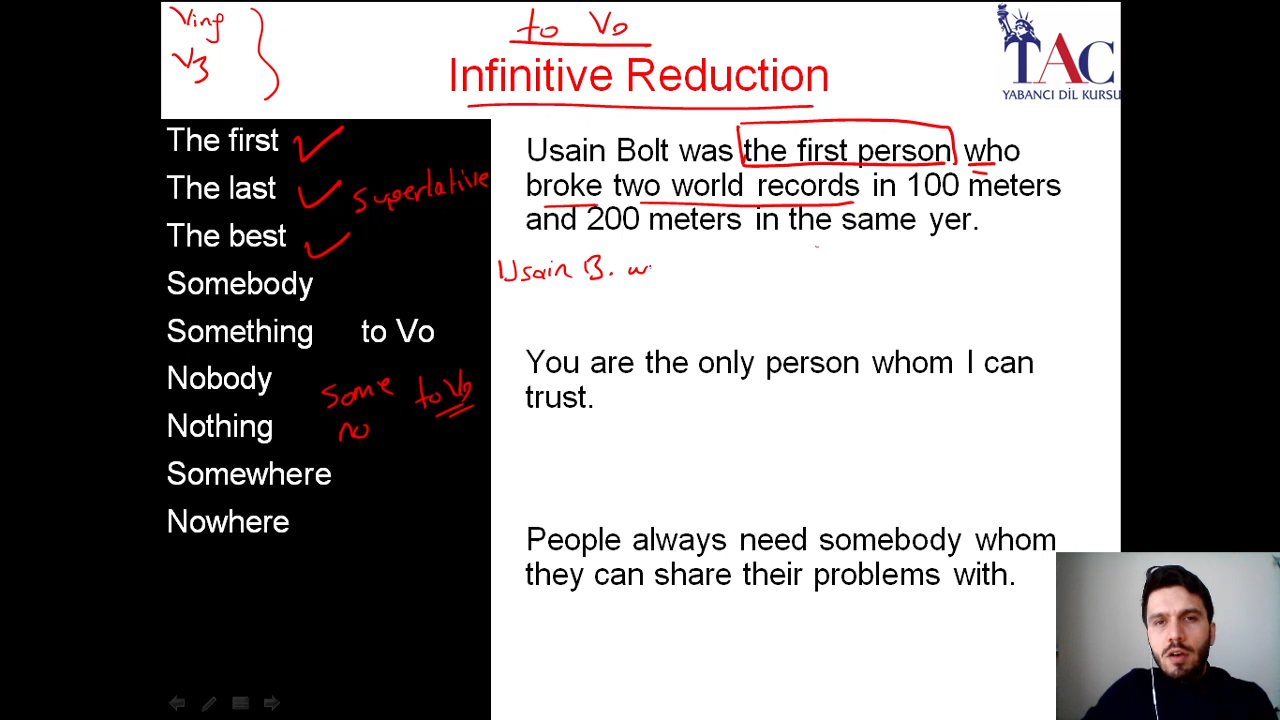 Ving
V3
to Vo
Infinitive Reduction
TAC
YABANCI DİL KURSU
The first
The last
superlative
The best
Somebody
Something to Vo
Nobody
some to Vo
Nothing
no
Somewhere
Nowhere
Usain Bolt was the first person who
broke two world records in 100 meters
and 200 meters in the same yer.
Usain B. w
You are the only person whom I can
trust.
People always need somebody whom
they can share their problems with.